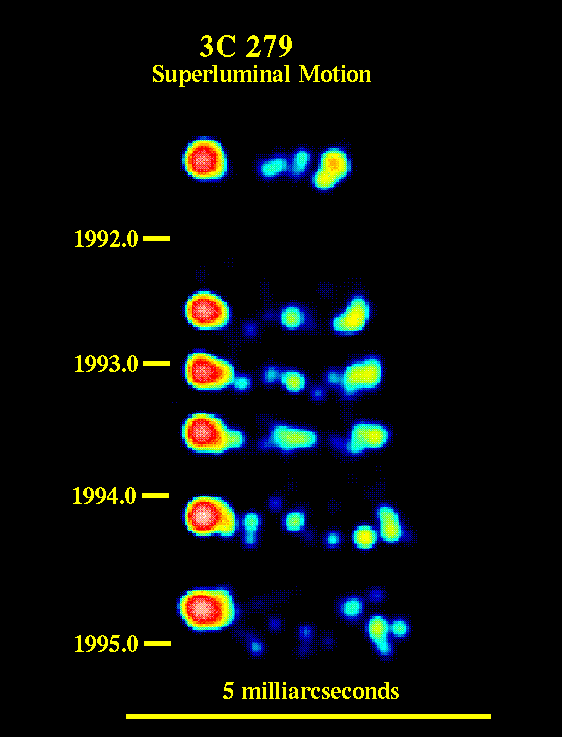 3C 279
Superluminal Motion
1992.0
1993.0
1994.0
1995.0
5 milliarcseconds